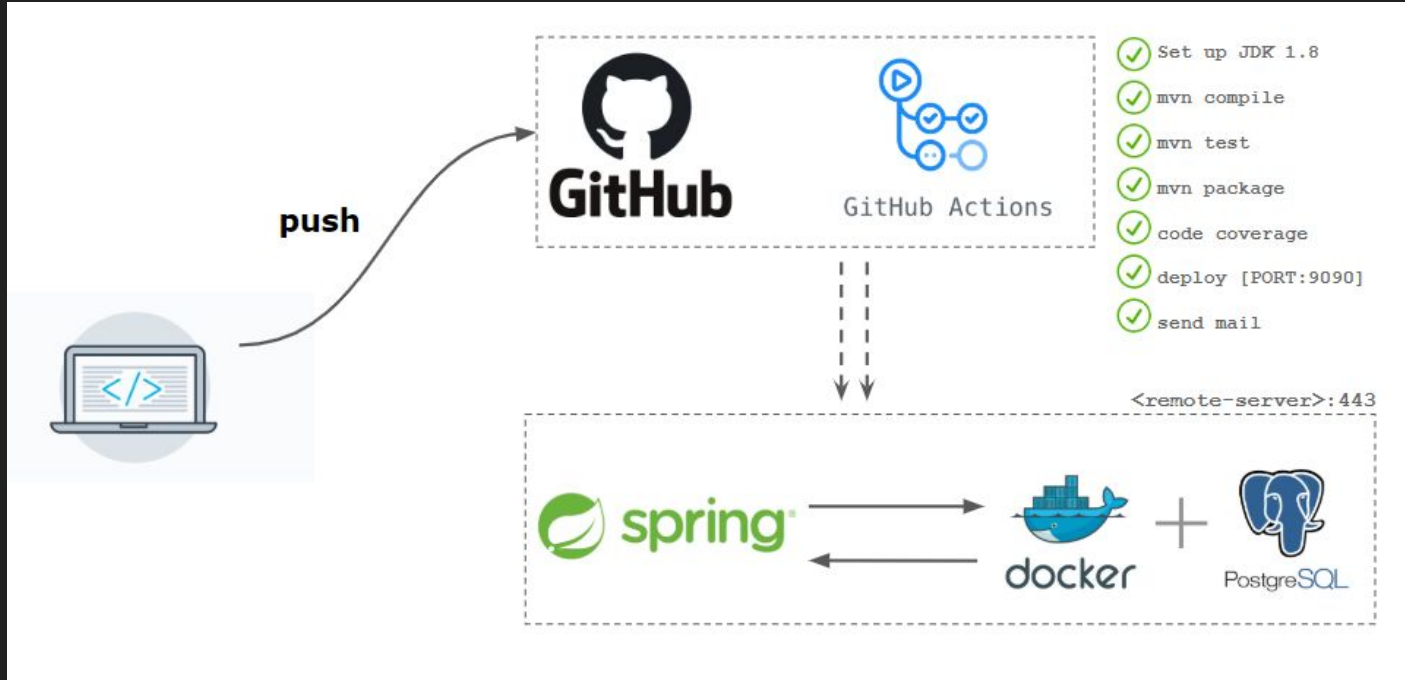 push
GitHub
GitHub Actions
Set up JDK 1.8
mvn compile
mvn test
mvn package
code coverage
deploy [PORT:9090]
send mail
<remote-server>:443
</>
spring
docker
PostgreSQL